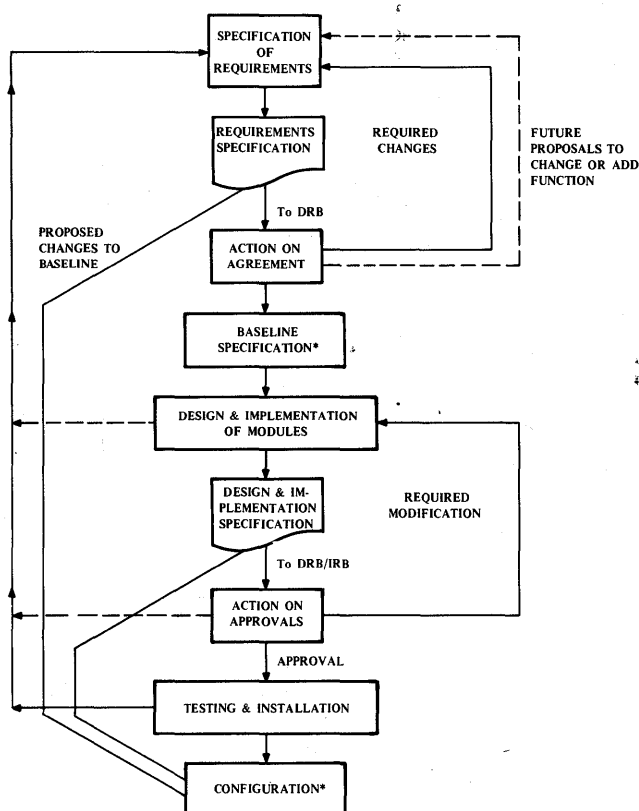 SPECIFICATION
OF
REQUIREMENTS
REQUIREMENTS
SPECIFICATION
REQUIRED
CHANGES
FUTURE
PROPOSALS TO
CHANGE OR ADD
FUNCTION
To DRB
PROPOSED
CHANGES TO
BASELINE
ACTION ON
AGREEMENT
BASELINE
SPECIFICATION*
DESIGN & IMPLEMENTATION
OF MODULES
DESIGN & IM-
PLEMENTATION
SPECIFICATION
REQUIRED
MODIFICATION
To DRB/IRB
ACTION ON
APPROVALS
APPROVAL
TESTING & INSTALLATION
CONFIGURATION*